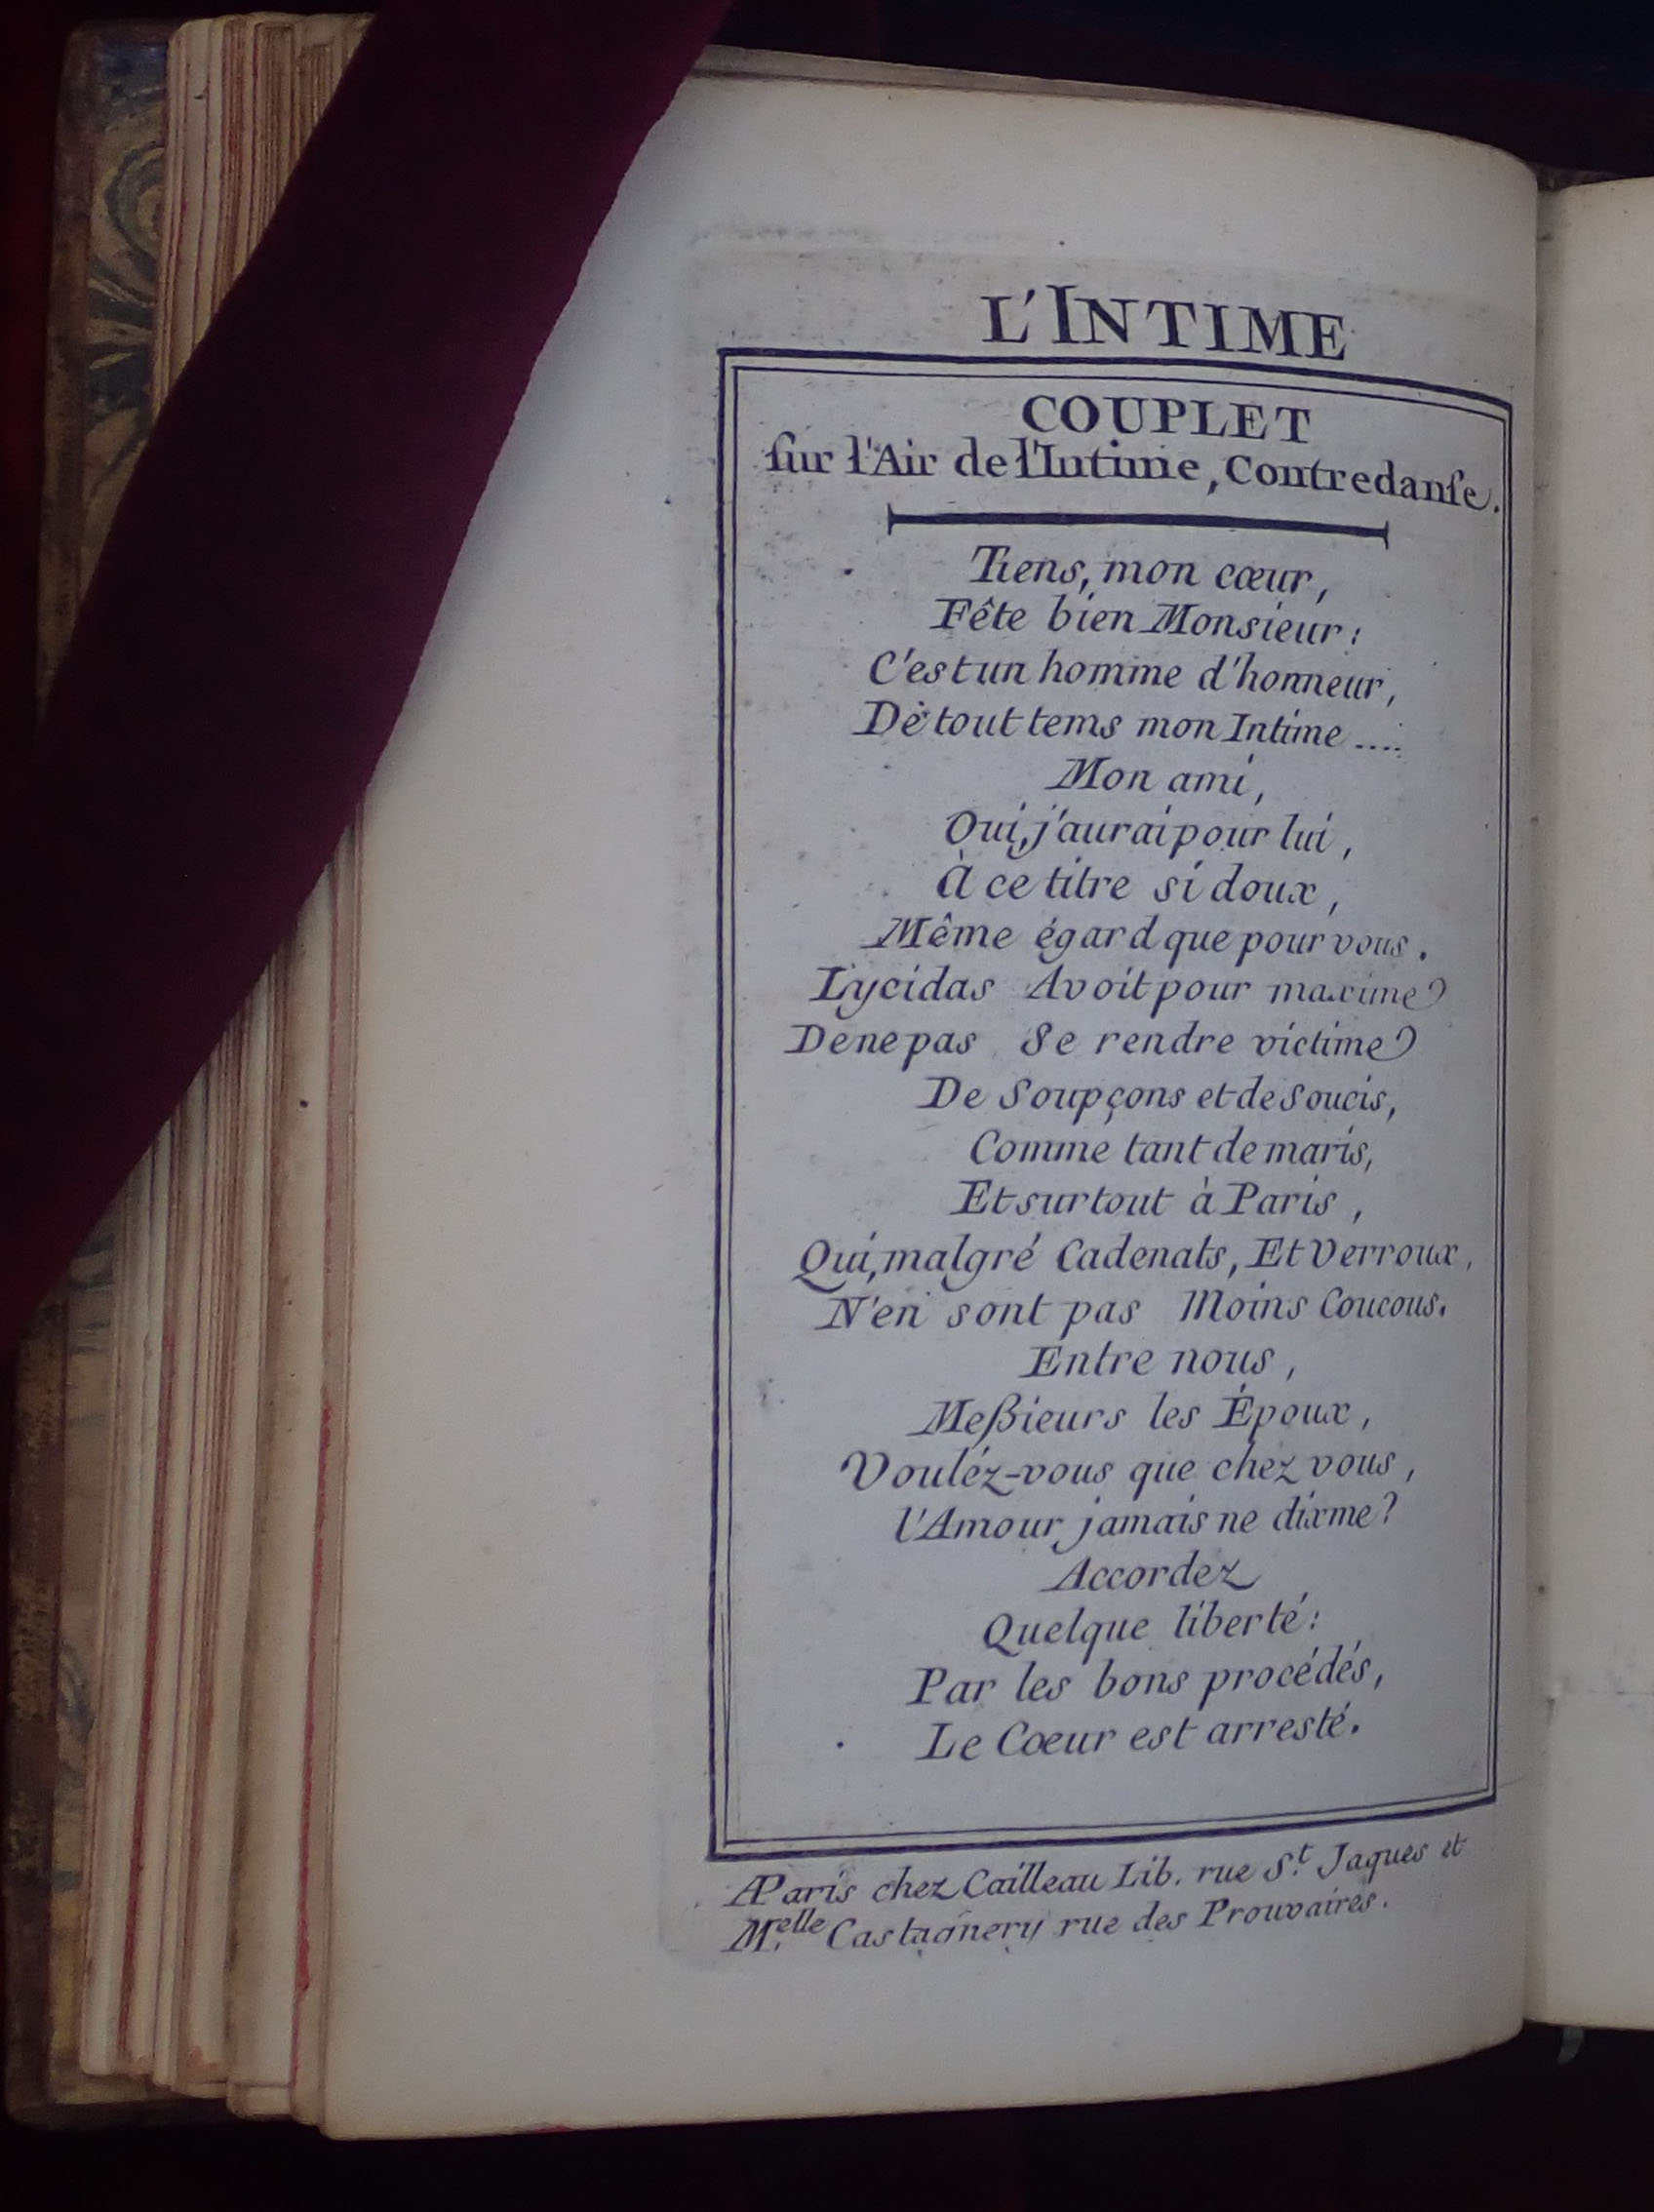 L'INTIME
COUPLET
sur l'Air de l'Intime, Contredanse.
Tiens, mon cœur,
Fête bien Monsieur:
C'est un homme d'honneur,
De tout tems mon Intime ....
Mon ami,
Oui, j'aurai pour lui,
À ce titre si doux,
Même égard que pour vous.
Lycidas Avoit pour maxime
De ne pas Se rendre victime
De Soupçons et de Soucis,
Comme tant de maris,
Et surtout à Paris,
Qui, malgré Cadenats, Et Verroux,
N'en sont pas Moins Coucous.
Entre nous,
Meßieurs les Époux,
Vouléz-vous que chez vous,
l'Amour jamais ne dixme?
Accordez
Quelque liberté:
Par les bons procédés,
Le Cœur est arresté.
A Paris chez Cailleau Lib. rue St. Jaques et
Melle. Castagnery rue des Prouvaires.